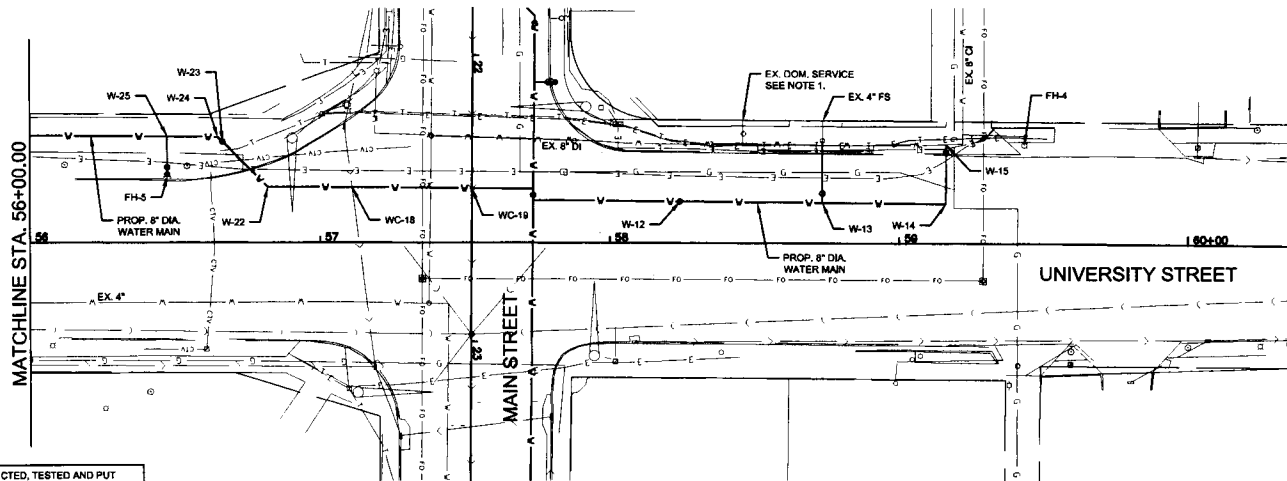 22
W-23
W-24
W-25
EX. DOM. SERVICE
SEE NOTE 1.
EX. 4" FS
EX. 8" CI
FH-4
EX. 8" DI
W-15
FH-5
PROP. 8" DIA.
WATER MAIN
W-22
WC-18
WC-19
W-12
W-13
W-14
PROP. 8" DIA.
WATER MAIN
MATCHLINE STA. 56+00.00
56
57
58
59
60+00
UNIVERSITY STREET
EX. 4"
MAIN STREET
23
CTED, TESTED AND PUT